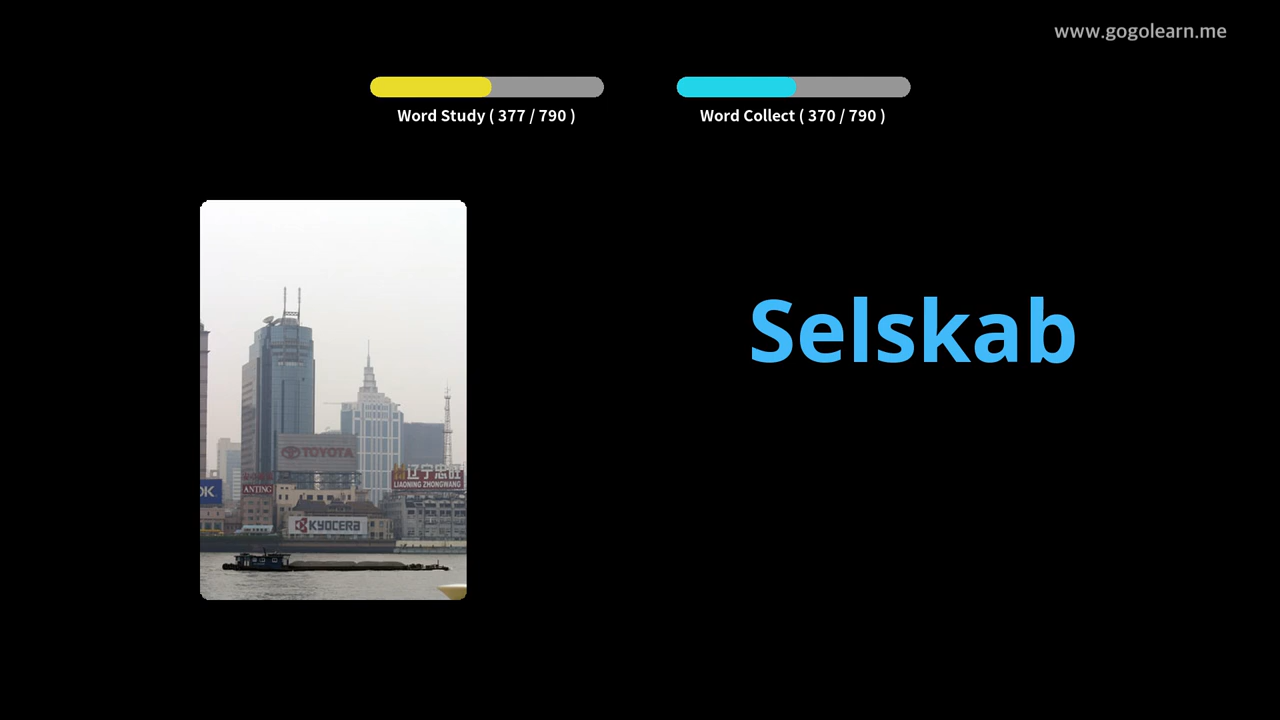 www.gogolearn.me
Word Study ( 377 / 790 )
Word Collect ( 370 / 790 )
Selskab
TOYOTA
辽宁忠旺
LIAONING ZHONGWANG
OK
ANTING
KYOCERA